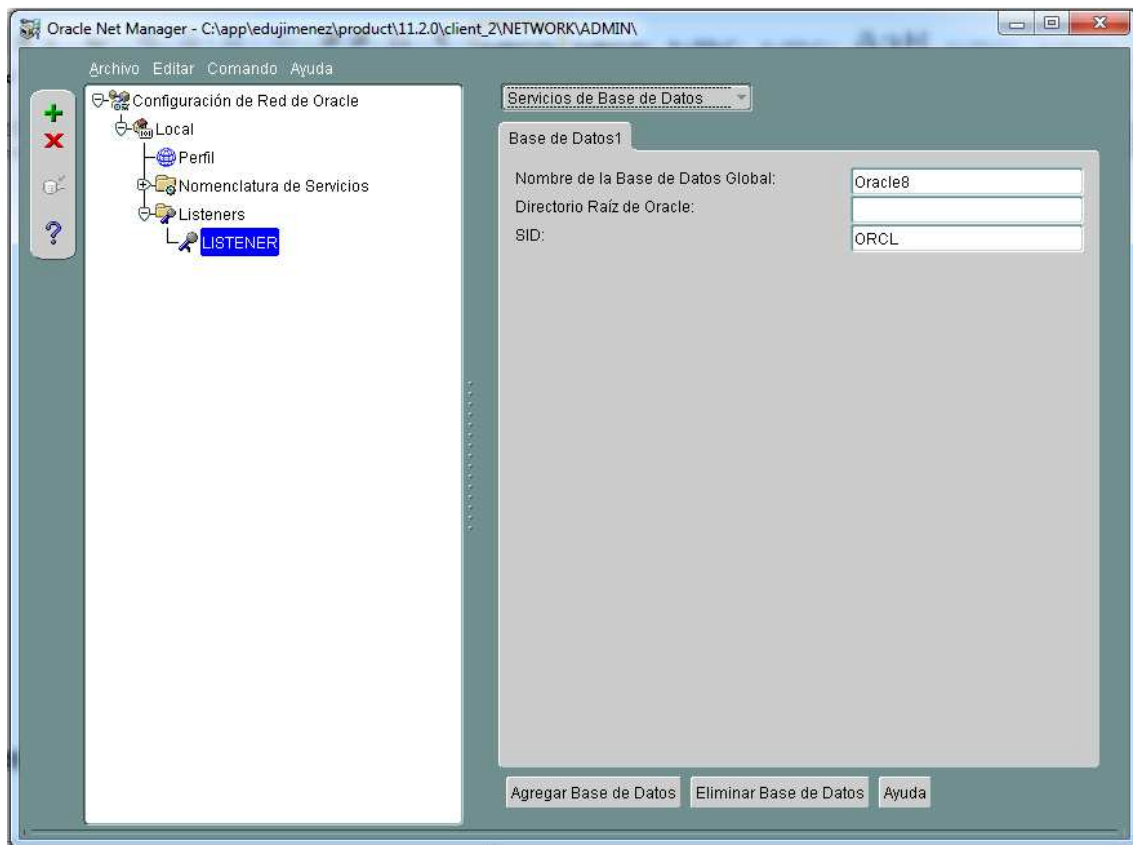 Oracle Net Manager - C:\app\edujimenez\product\11.2.0\client_2\NETWORK\ADMIN\
Archivo Editar Comando Ayuda
Configuración de Red de Oracle
Local
Perfil
Nomenclatura de Servicios
Listeners
LISTENER
Servicios de Base de Datos
Base de Datos1
Nombre de la Base de Datos Global: Oracle8
Directorio Raíz de Oracle:
SID: ORCL
Agregar Base de Datos Eliminar Base de Datos Ayuda